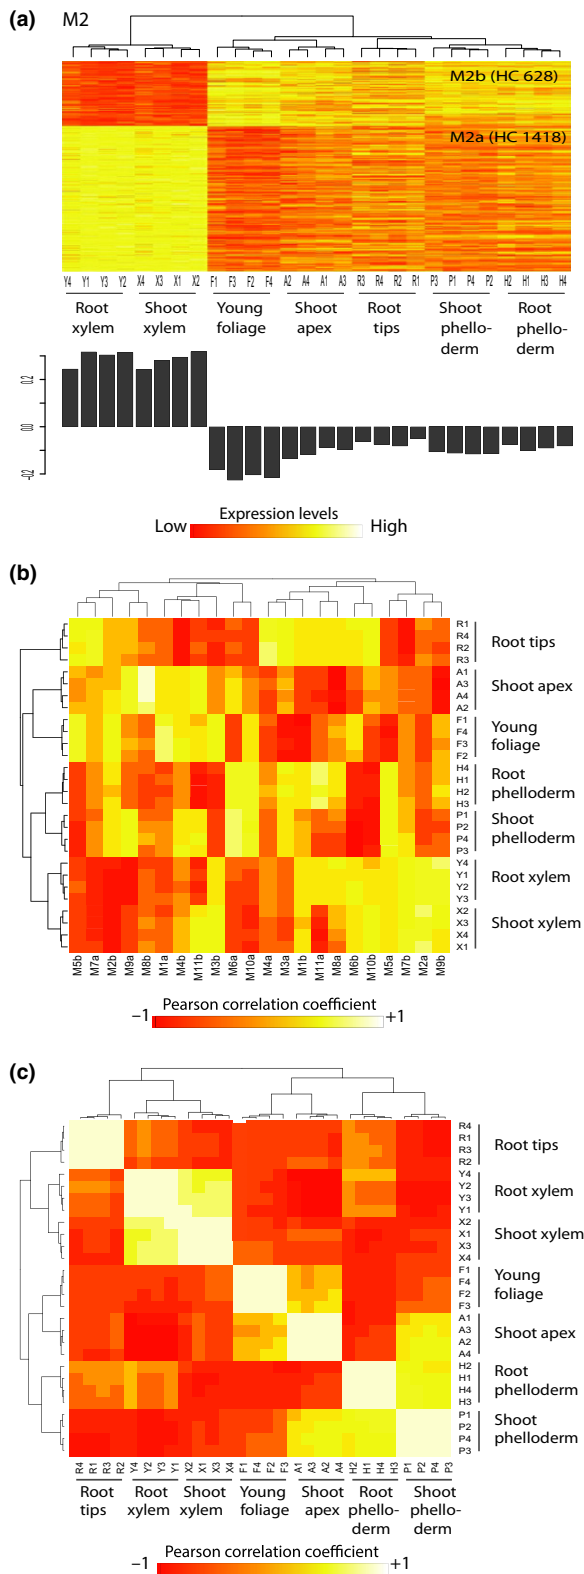 (a) M2
M2b (HC 628)
M2a (HC 1418)
Y4 Y1 Y3 Y2 X4 X3 X1 X2 F1 F3 F2 F4 A2 A4 A1 A3 R3 R4 R2 R1 P3 P1 P4 P2 H2 H1 H3 H4
Root xylem
Shoot xylem
Young foliage
Shoot apex
Root tips
Shoot phello-derm
Root phello-derm
0.2
0.0
-0.2
Expression levels
Low High
(b)
R1
R4 Root tips
R2
R3
A1
A3 Shoot apex
A4
A2
F1
F4 Young
F3 foliage
F2
H4
H1 Root
H2 phelloderm
H3
P1
P2 Shoot
P4 phelloderm
P3
Y4
Y1 Root xylem
Y2
Y3
X2
X3 Shoot xylem
X4
X1
M5b M7a M2b M9a M8b M1a M4b M11b M3b M6a M10a M4a M3a M1b M11a M8a M6b M10b M5a M7b M2a M9b
Pearson correlation coefficient
−1 +1
(c)
R4
R1 Root tips
R3
R2
Y4
Y2 Root xylem
Y3
Y1
X2
X1 Shoot xylem
X3
X4
F1
F4 Young
F2 foliage
F3
A1
A3 Shoot apex
A2
A4
H2
H1 Root
H4 phelloderm
H3
P1
P2 Shoot
P4 phelloderm
P3
R4 R1 R3 R2 Y4 Y2 Y3 Y1 X2 X1 X3 X4 F1 F4 F2 F3 A1 A3 A2 A4 H2 H1 H4 H3 P1 P2 P4 P3
Root tips
Root xylem
Shoot xylem
Young foliage
Shoot apex
Root phello-derm
Shoot phello-derm
Pearson correlation coefficient
−1 +1